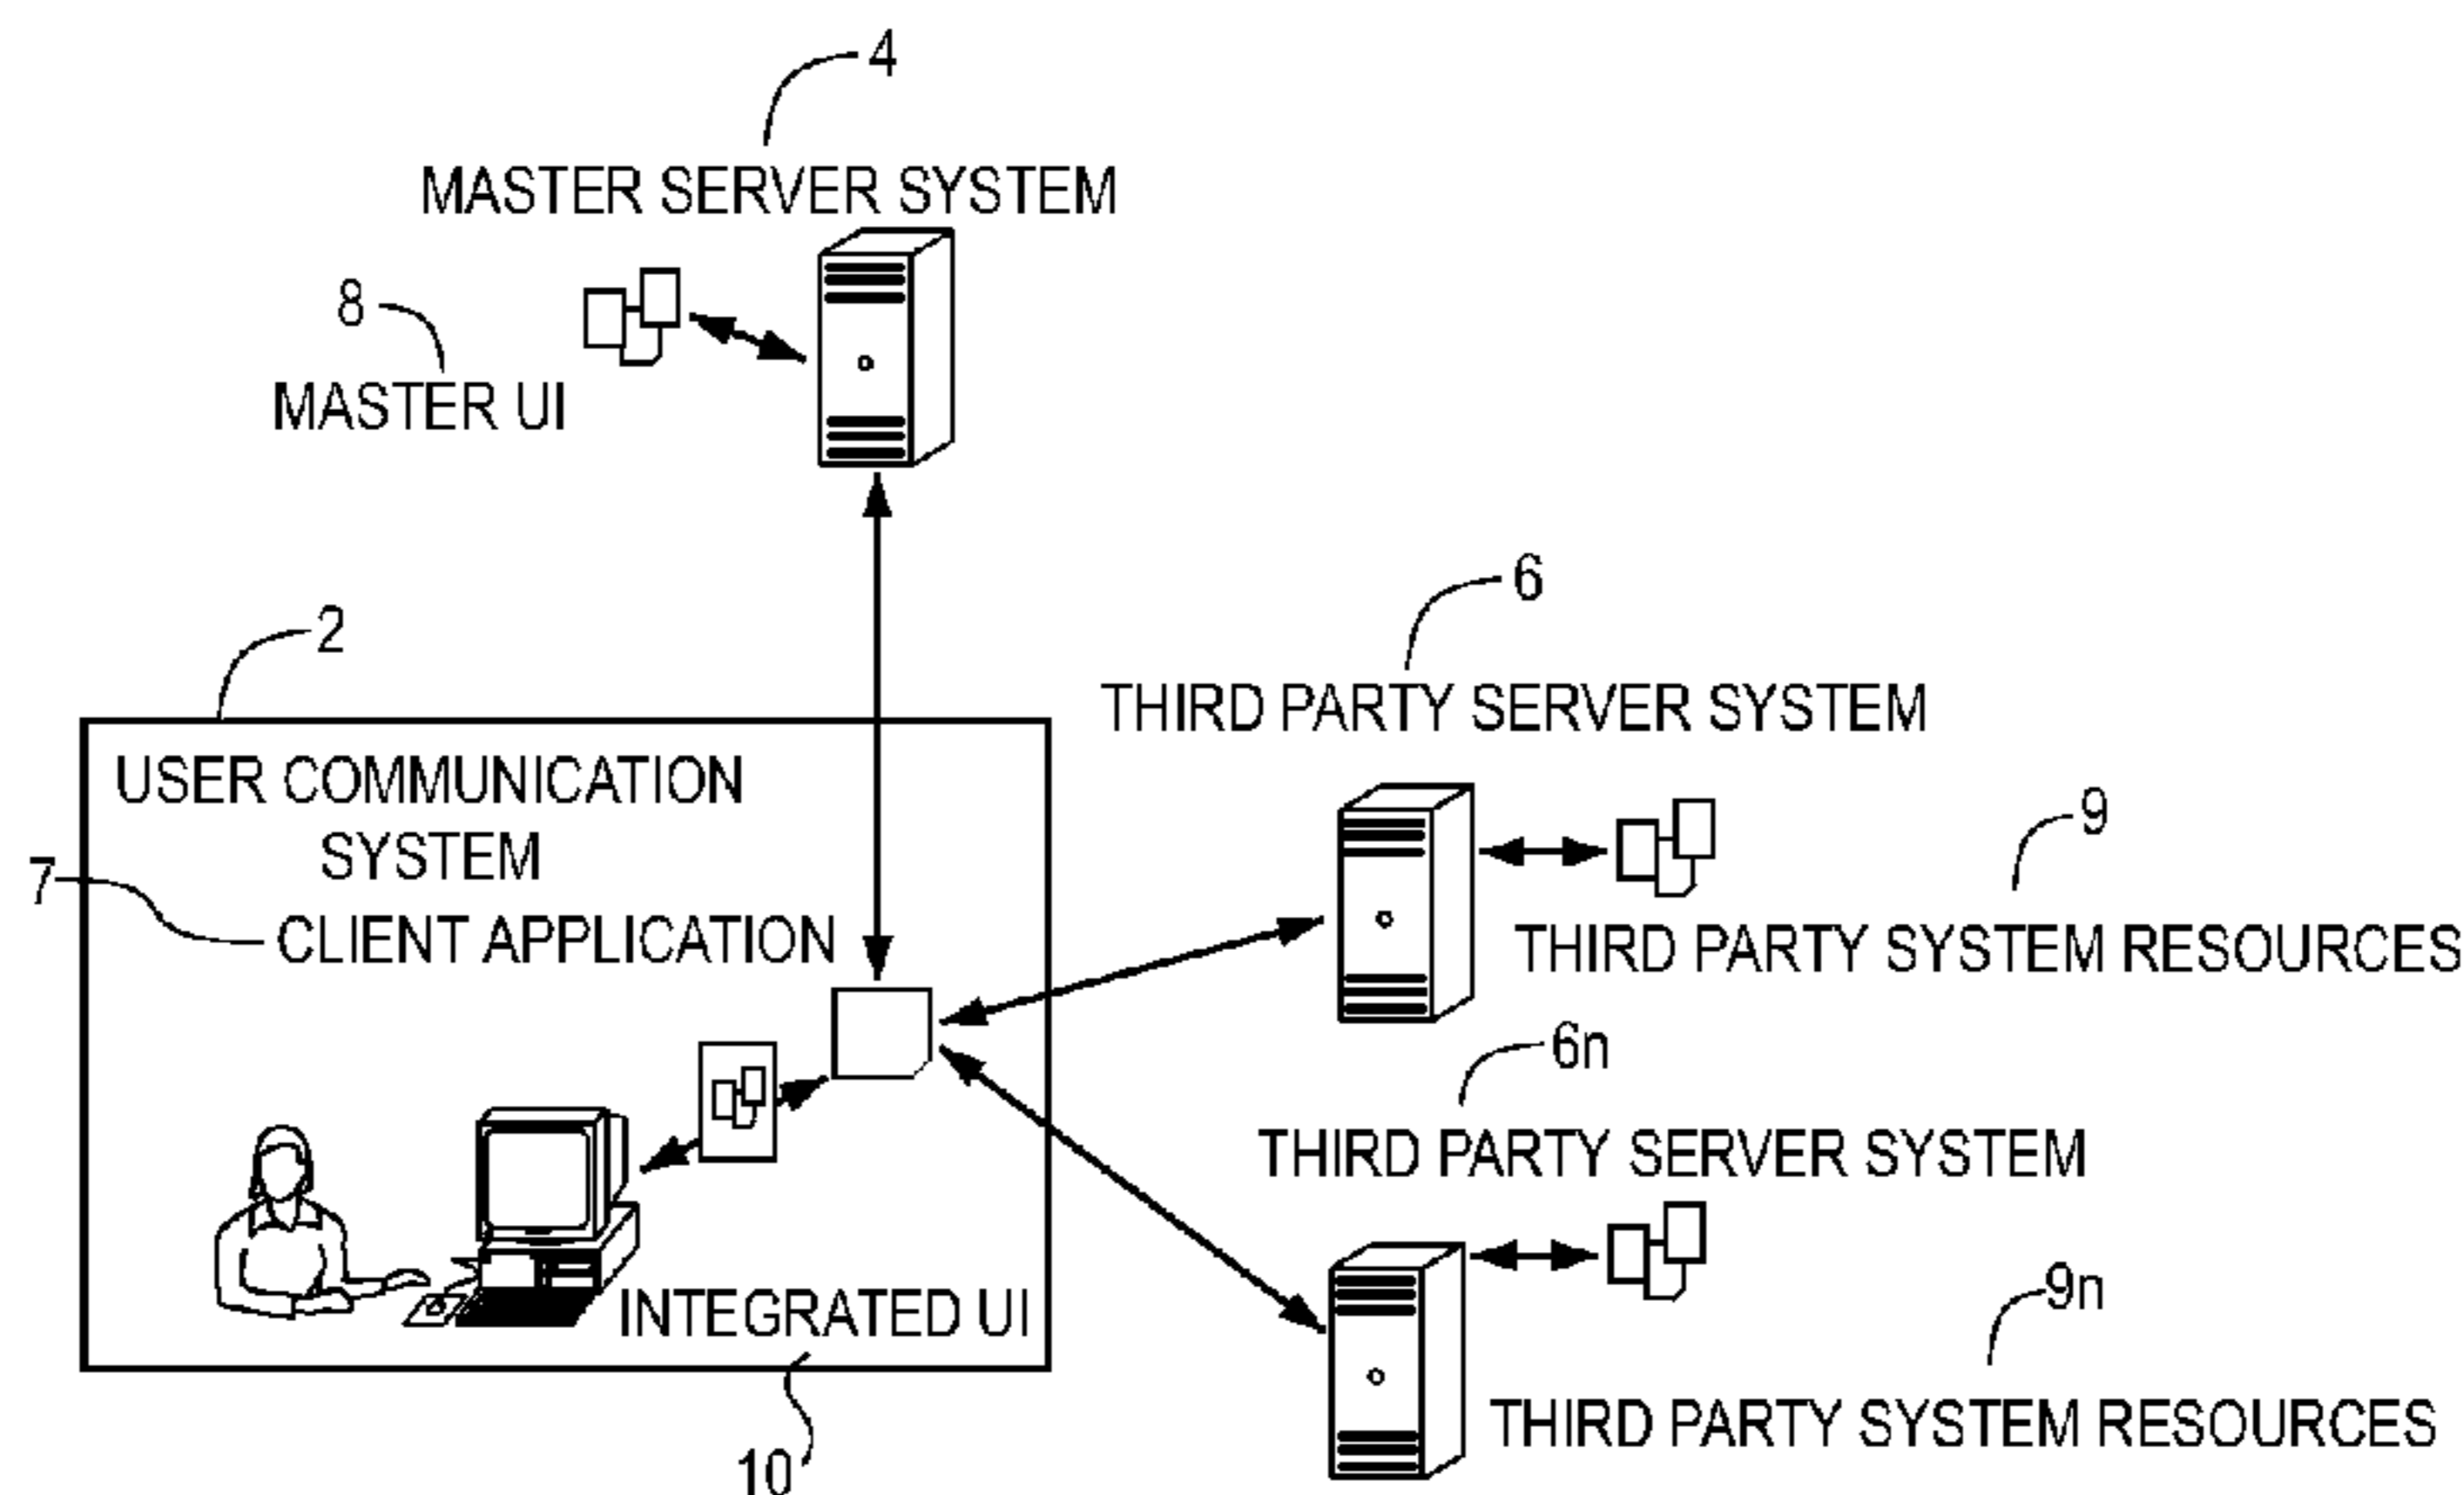 4
MASTER SERVER SYSTEM
8
MASTER UI
6
2
THIRD PARTY SERVER SYSTEM
USER COMMUNICATION
SYSTEM
9
7
CLIENT APPLICATION
THIRD PARTY SYSTEM RESOURCES
6n
THIRD PARTY SERVER SYSTEM
9n
INTEGRATED UI
THIRD PARTY SYSTEM RESOURCES
10